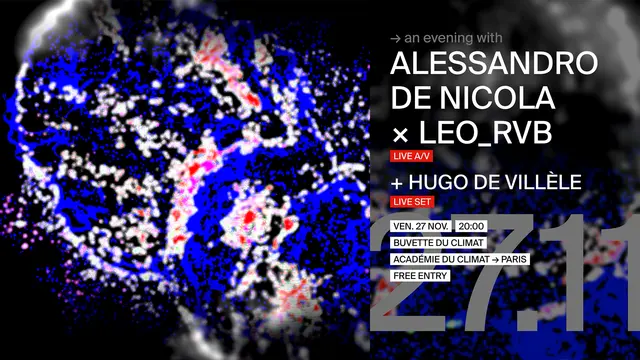 → an evening with
ALESSANDRO
DE NICOLA
× LEO_RVB
LIVE A/V
+ HUGO DE VILLÈLE
LIVE SET
VEN. 27 NOV. 20:00
BUVETTE DU CLIMAT
ACADÉMIE DU CLIMAT → PARIS
FREE ENTRY
27.11